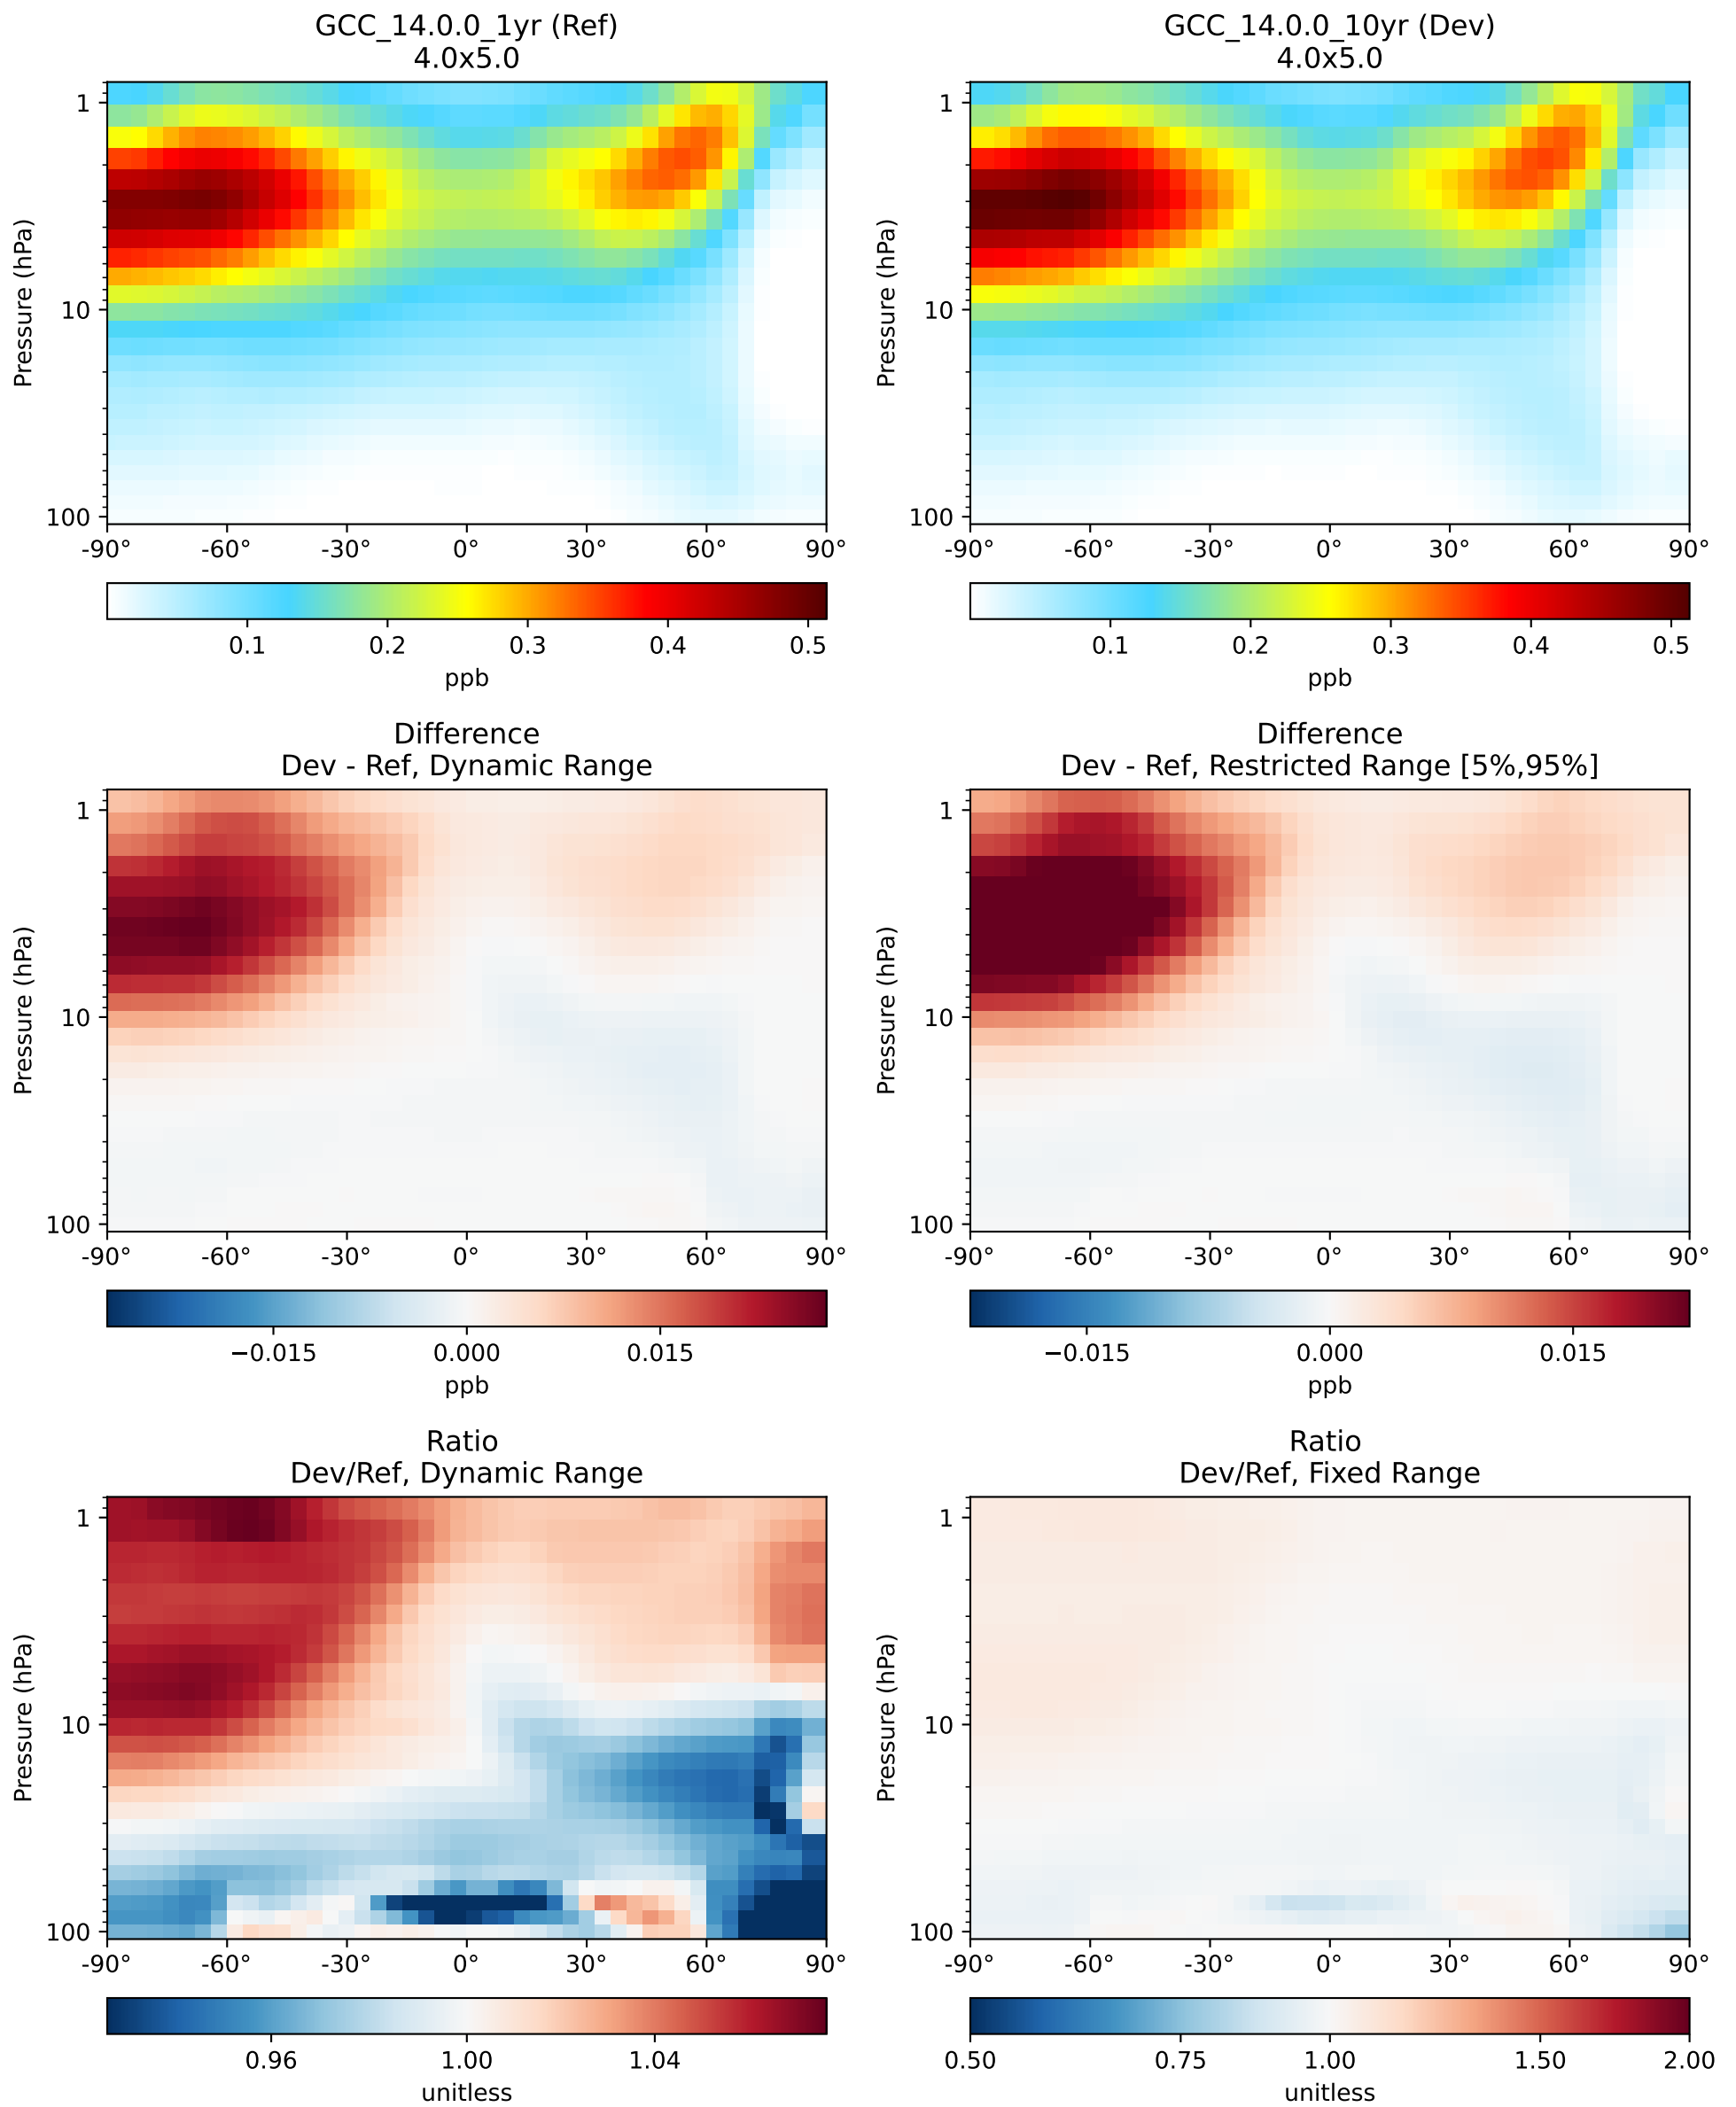 GCC_14.0.0_1yr (Ref)
4.0x5.0
GCC_14.0.0_10yr (Dev)
4.0x5.0
Pressure (hPa)
1
10
100
-90° -60° -30° 0° 30° 60° 90°
0.1 0.2 0.3 0.4 0.5
ppb
Pressure (hPa)
1
10
100
-90° -60° -30° 0° 30° 60° 90°
0.1 0.2 0.3 0.4 0.5
ppb
Difference
Dev - Ref, Dynamic Range
Pressure (hPa)
1
10
100
-90° -60° -30° 0° 30° 60° 90°
−0.015 0.000 0.015
ppb
Difference
Dev - Ref, Restricted Range [5%,95%]
Pressure (hPa)
1
10
100
-90° -60° -30° 0° 30° 60° 90°
−0.015 0.000 0.015
ppb
Ratio
Dev/Ref, Dynamic Range
Pressure (hPa)
1
10
100
-90° -60° -30° 0° 30° 60° 90°
0.96 1.00 1.04
unitless
Ratio
Dev/Ref, Fixed Range
Pressure (hPa)
1
10
100
-90° -60° -30° 0° 30° 60° 90°
0.50 0.75 1.00 1.50 2.00
unitless